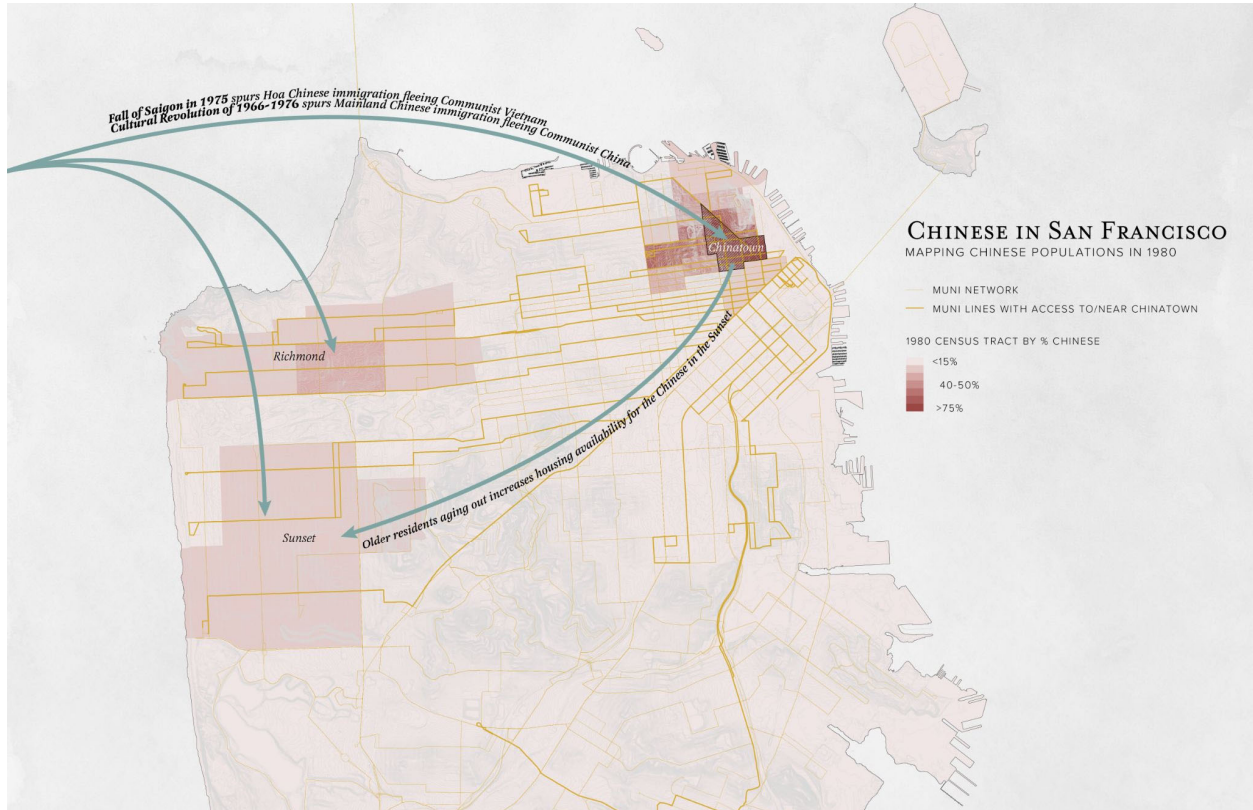 Fall of Saigon in 1975 spurs Hoa Chinese immigration fleeing Communist Vietnam
Cultural Revolution of 1966-1976 spurs Mainland Chinese immigration fleeing Communist China
Chinatown
CHINESE IN SAN FRANCISCO
MAPPING CHINESE POPULATIONS IN 1980
MUNI NETWORK
MUNI LINES WITH ACCESS TO/NEAR CHINATOWN
1980 CENSUS TRACT BY % CHINESE
<15%
40-50%
>75%
Richmond
Older residents aging out increases housing availability for the Chinese in the Sunset
Sunset